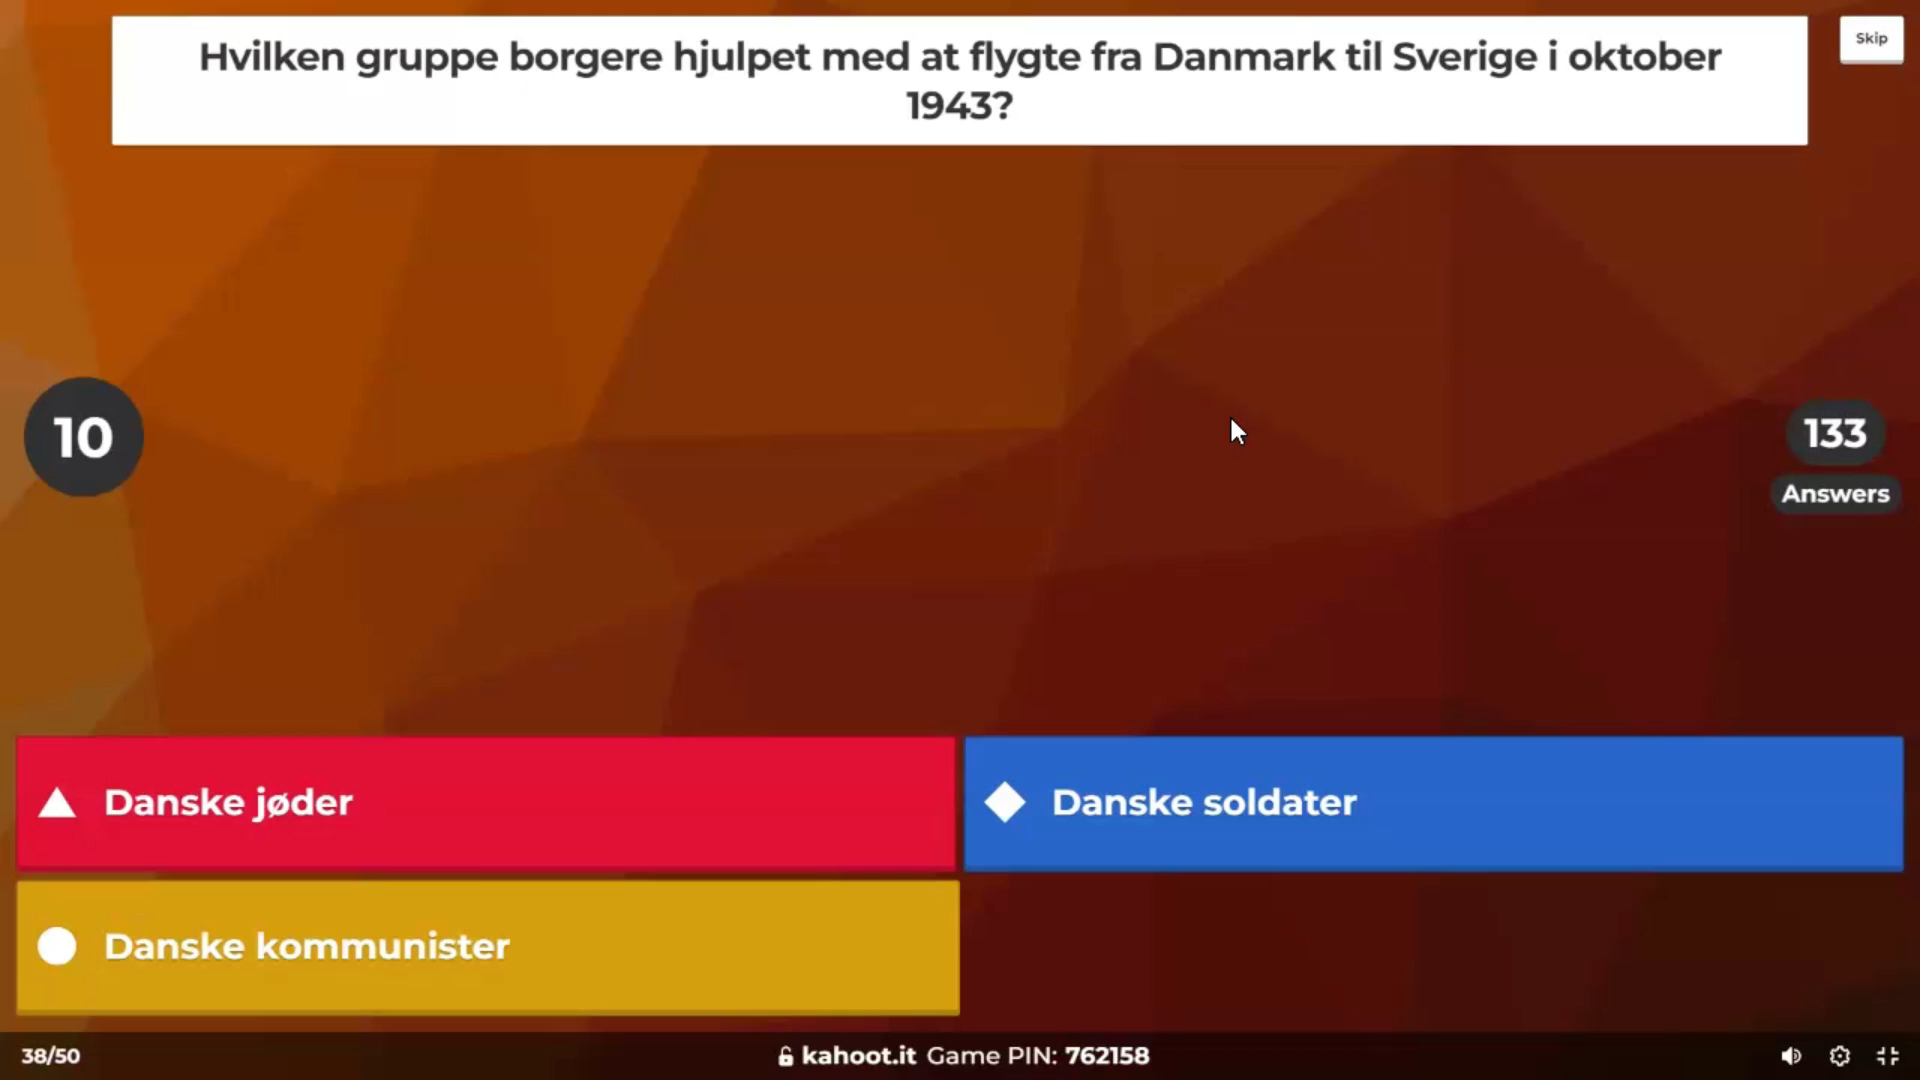 Hvilken gruppe borgere hjulpet med at flygte fra Danmark til Sverige i oktober
1943?
Skip
10
133
Answers
Danske jøder
Danske soldater
Danske kommunister
38/50
kahoot.it Game PIN: 762158